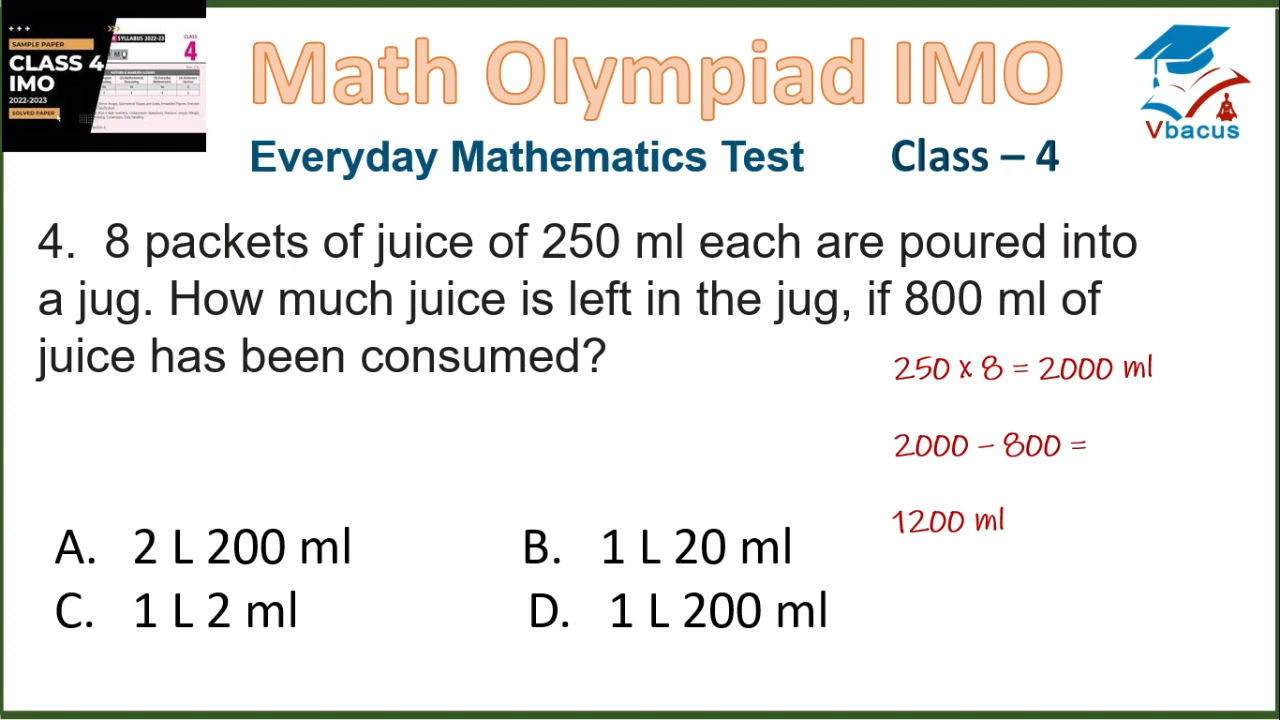 SAMPLE PAPER
CLASS 4
IMO
2022-2023
SOLVED PAPER
SYLLABUS 2022-23
CLASS
4
Math Olympiad IMO
Vbacus
Everyday Mathematics Test Class – 4
4. 8 packets of juice of 250 ml each are poured into
a jug. How much juice is left in the jug, if 800 ml of
juice has been consumed?
250 x 8 = 2000 ml
2000 – 800 =
1200 ml
A. 2 L 200 ml B. 1 L 20 ml
C. 1 L 2 ml D. 1 L 200 ml